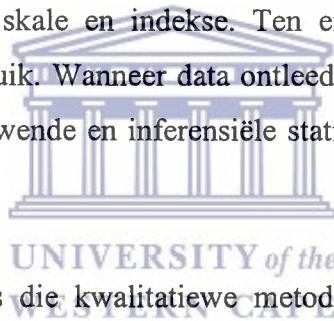 skale en indekse. Ten e
uik. Wanneer data ontleed
wende en inferensiële stat
UNIVERSITY of the
s die kwalitatiewe metod
WESTERN CAPE